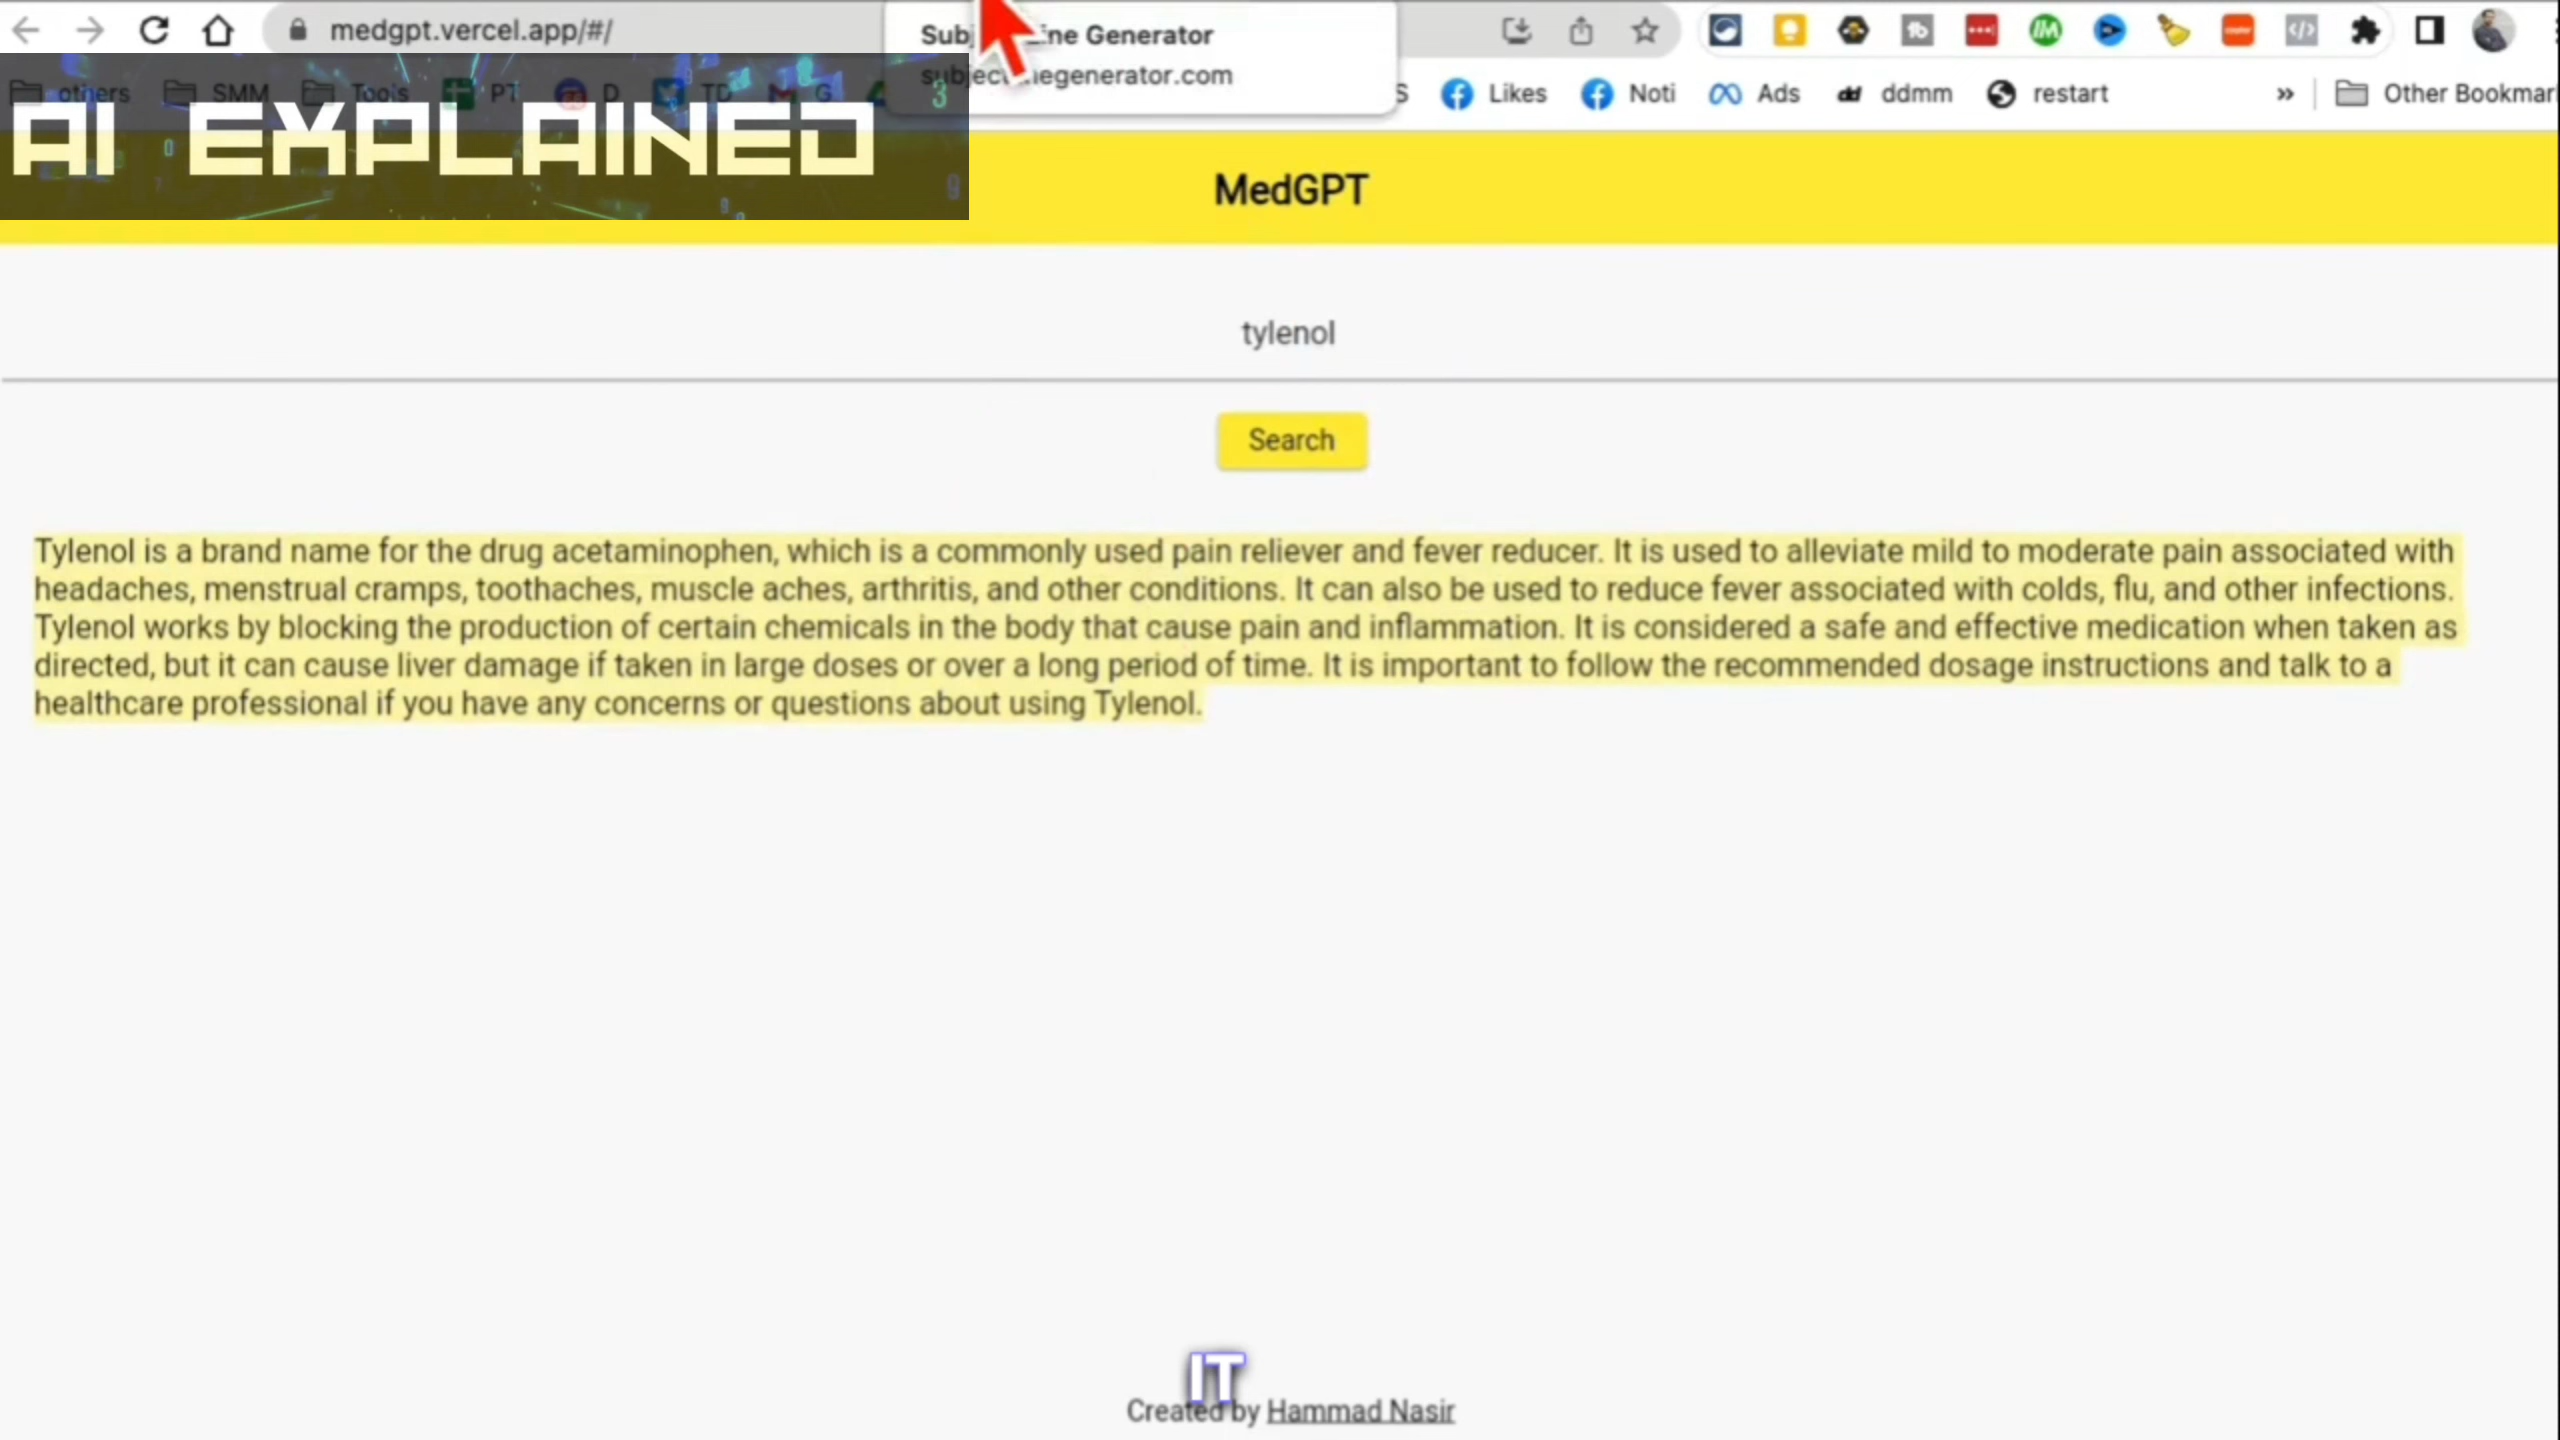 medgpt.vercel.app/#/
Generator
negenerator.com
others SMM Tools PT D TD G 3 S Likes Noti Ads ddmm restart » Other Bookmar
AI EXPLAINED
MedGPT
tylenol
Search
Tylenol is a brand name for the drug acetaminophen, which is a commonly used pain reliever and fever reducer. It is used to alleviate mild to moderate pain associated with
headaches, menstrual cramps, toothaches, muscle aches, arthritis, and other conditions. It can also be used to reduce fever associated with colds, flu, and other infections.
Tylenol works by blocking the production of certain chemicals in the body that cause pain and inflammation. It is considered a safe and effective medication when taken as
directed, but it can cause liver damage if taken in large doses or over a long period of time. It is important to follow the recommended dosage instructions and talk to a
healthcare professional if you have any concerns or questions about using Tylenol.
IT
Created by Hammad Nasir